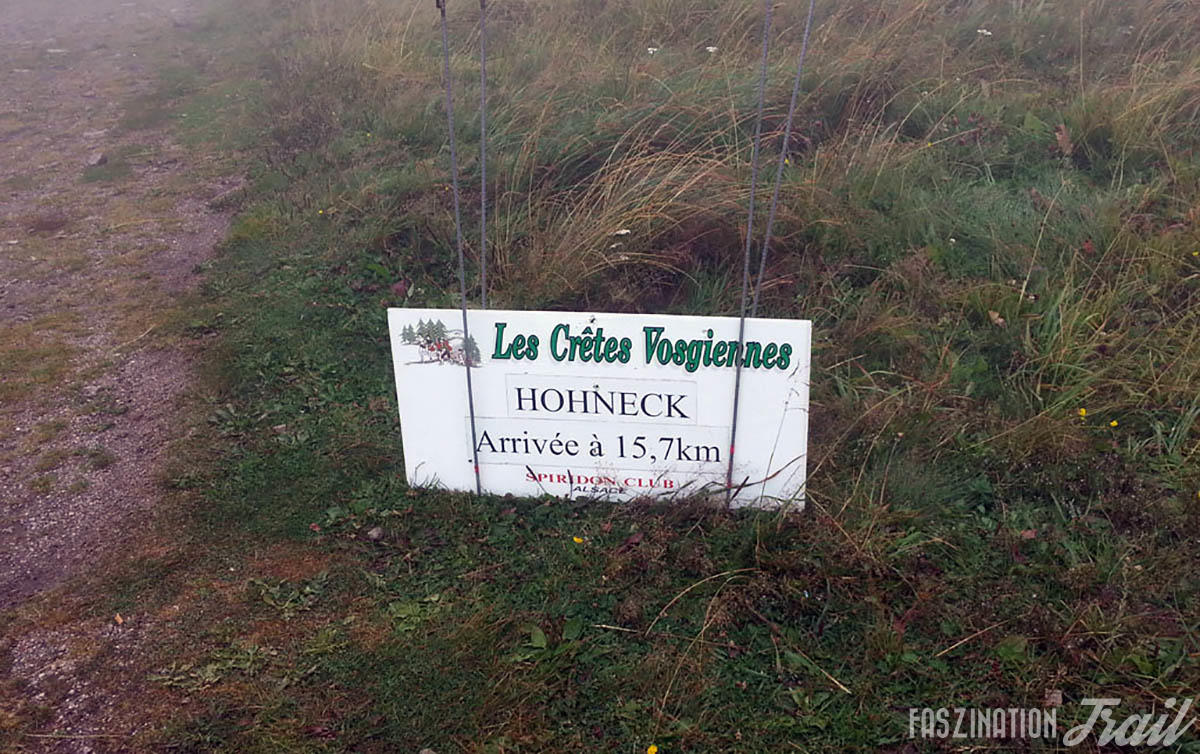 Les Crêtes Vosgiennes
HOHNECK
Arrivée à 15,7km
SPIRIDON CLUB
ALSACE
FASZINATION Trail